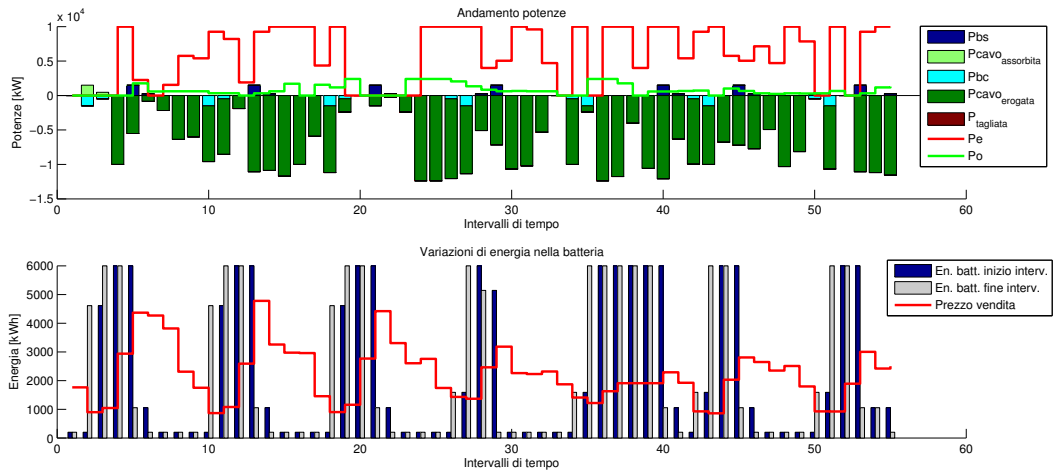 Andamento potenze
x 10^4
1
0.5
0
-0.5
-1
-1.5
Potenze [kW]
0
10
20
30
40
50
60
Intervalli di tempo
Pbs
Pcavo_assorbita
Pbc
Pcavo_erogata
P_tagliata
Pe
Po
Variazioni di energia nella batteria
6000
5000
4000
3000
2000
1000
0
Energia [kWh]
0
10
20
30
40
50
60
Intervalli di tempo
En. batt. inizio interv.
En. batt. fine interv.
Prezzo vendita